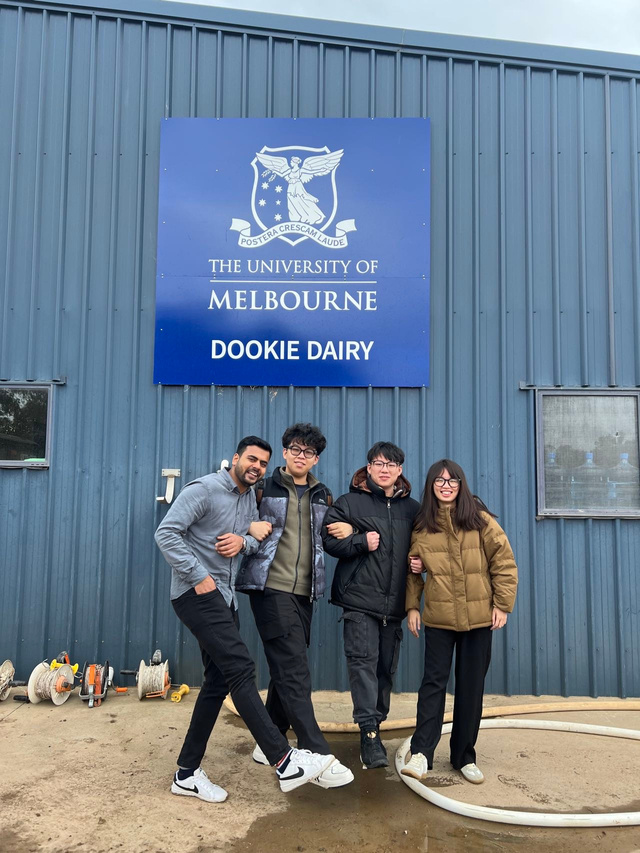 POSTERA CRESCAM LAUDE
THE UNIVERSITY OF
MELBOURNE
DOOKIE DAIRY